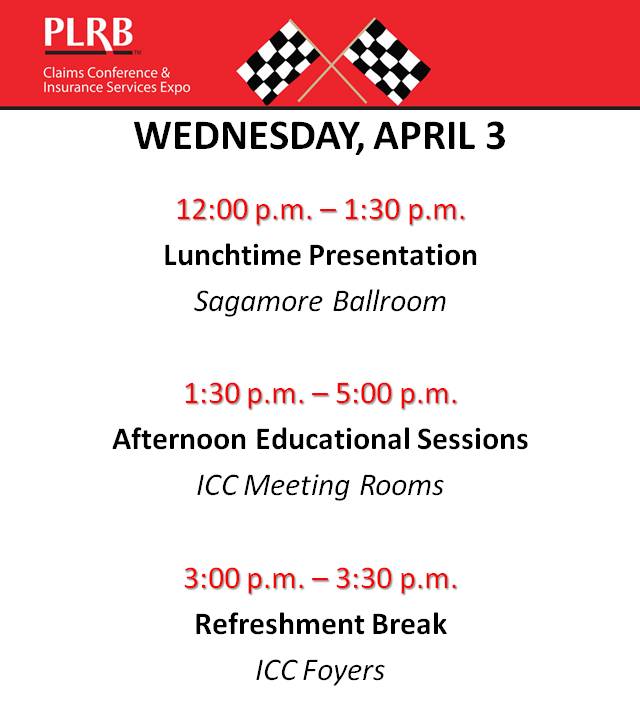 PLRB™
Claims Conference &
Insurance Services Expo
WEDNESDAY, APRIL 3
12:00 p.m. – 1:30 p.m.
Lunchtime Presentation
Sagamore Ballroom
1:30 p.m. – 5:00 p.m.
Afternoon Educational Sessions
ICC Meeting Rooms
3:00 p.m. – 3:30 p.m.
Refreshment Break
ICC Foyers